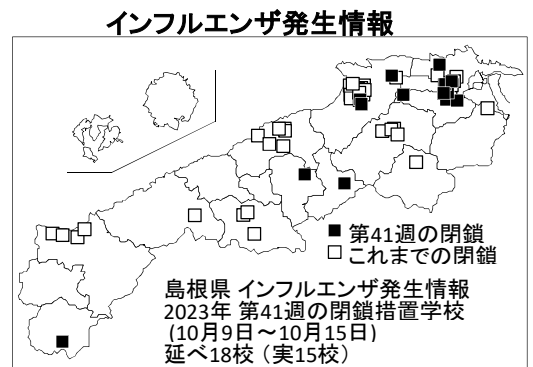 インフルエンザ発生情報
■ 第41週の閉鎖
□ これまでの閉鎖
島根県 インフルエンザ発生情報
2023年 第41週の閉鎖措置学校
(10月9日～10月15日)
延べ18校（実15校）